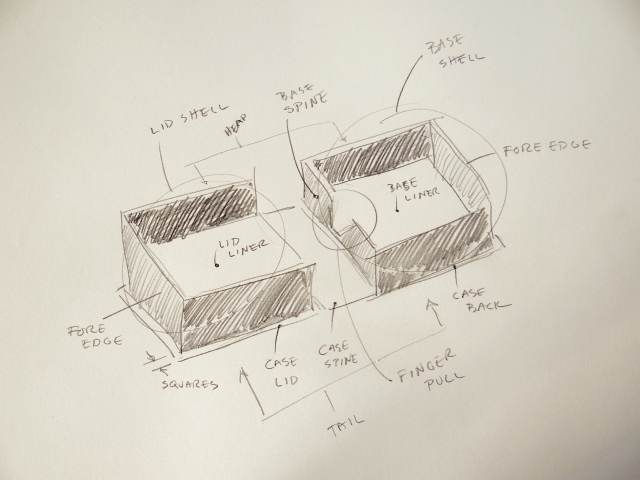 BASE
SHELL
BASE
SPINE
LID SHELL
HEAD
FORE EDGE
BASE
LINER
LID
LINER
FORE
EDGE
SQUARES
CASE
LID
CASE
SPINE
CASE
BACK
FINGER
PULL
TAIL